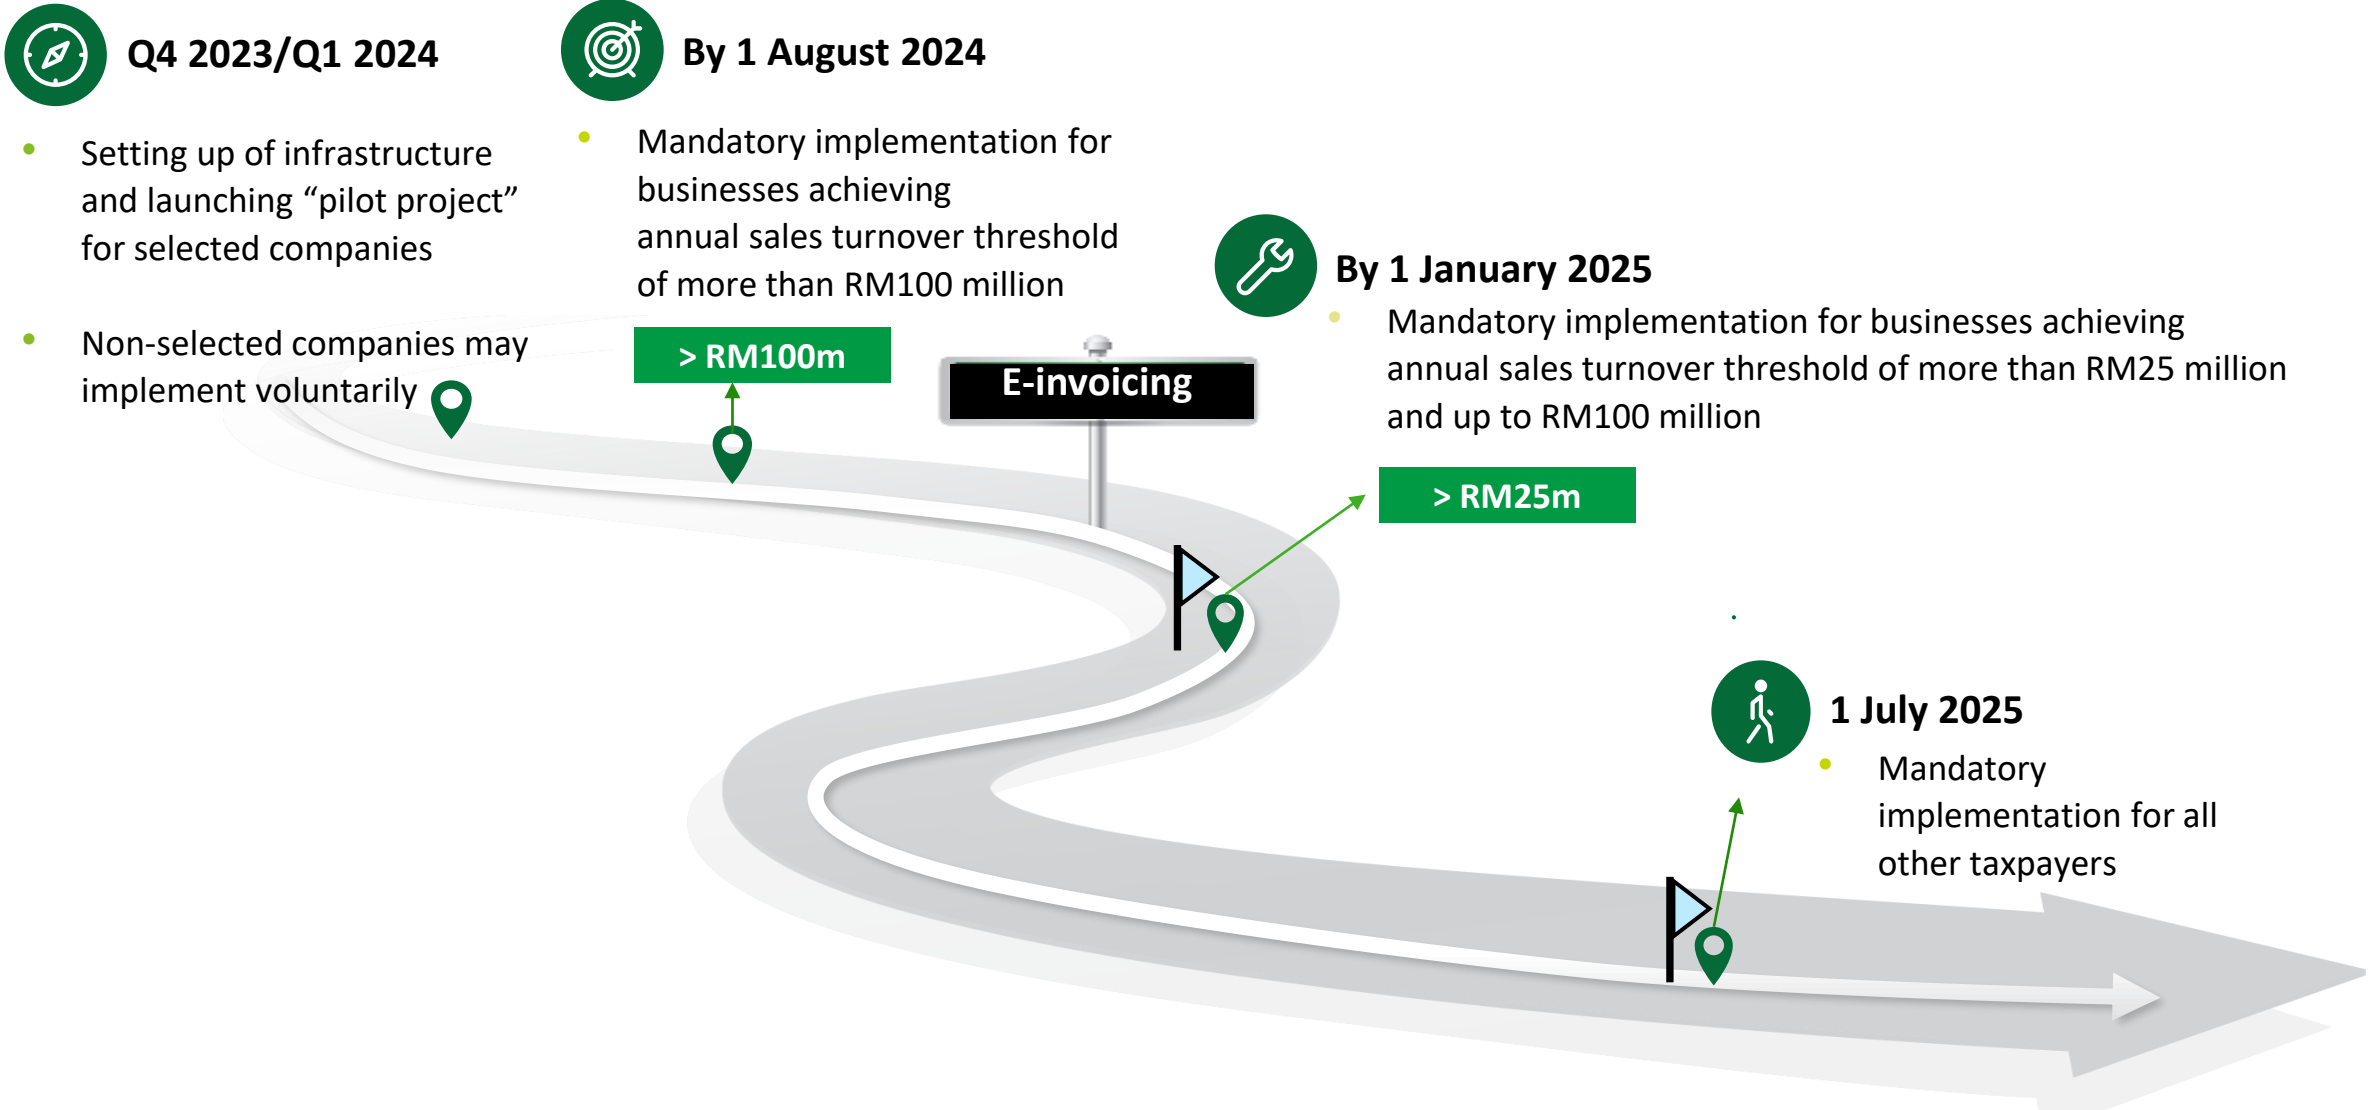 Q4 2023/Q1 2024
• Setting up of infrastructure
and launching “pilot project”
for selected companies
• Non-selected companies may
implement voluntarily
By 1 August 2024
• Mandatory implementation for
businesses achieving
annual sales turnover threshold
of more than RM100 million
> RM100m
E-invoicing
By 1 January 2025
• Mandatory implementation for businesses achieving
annual sales turnover threshold of more than RM25 million
and up to RM100 million
> RM25m
1 July 2025
• Mandatory
implementation for all
other taxpayers